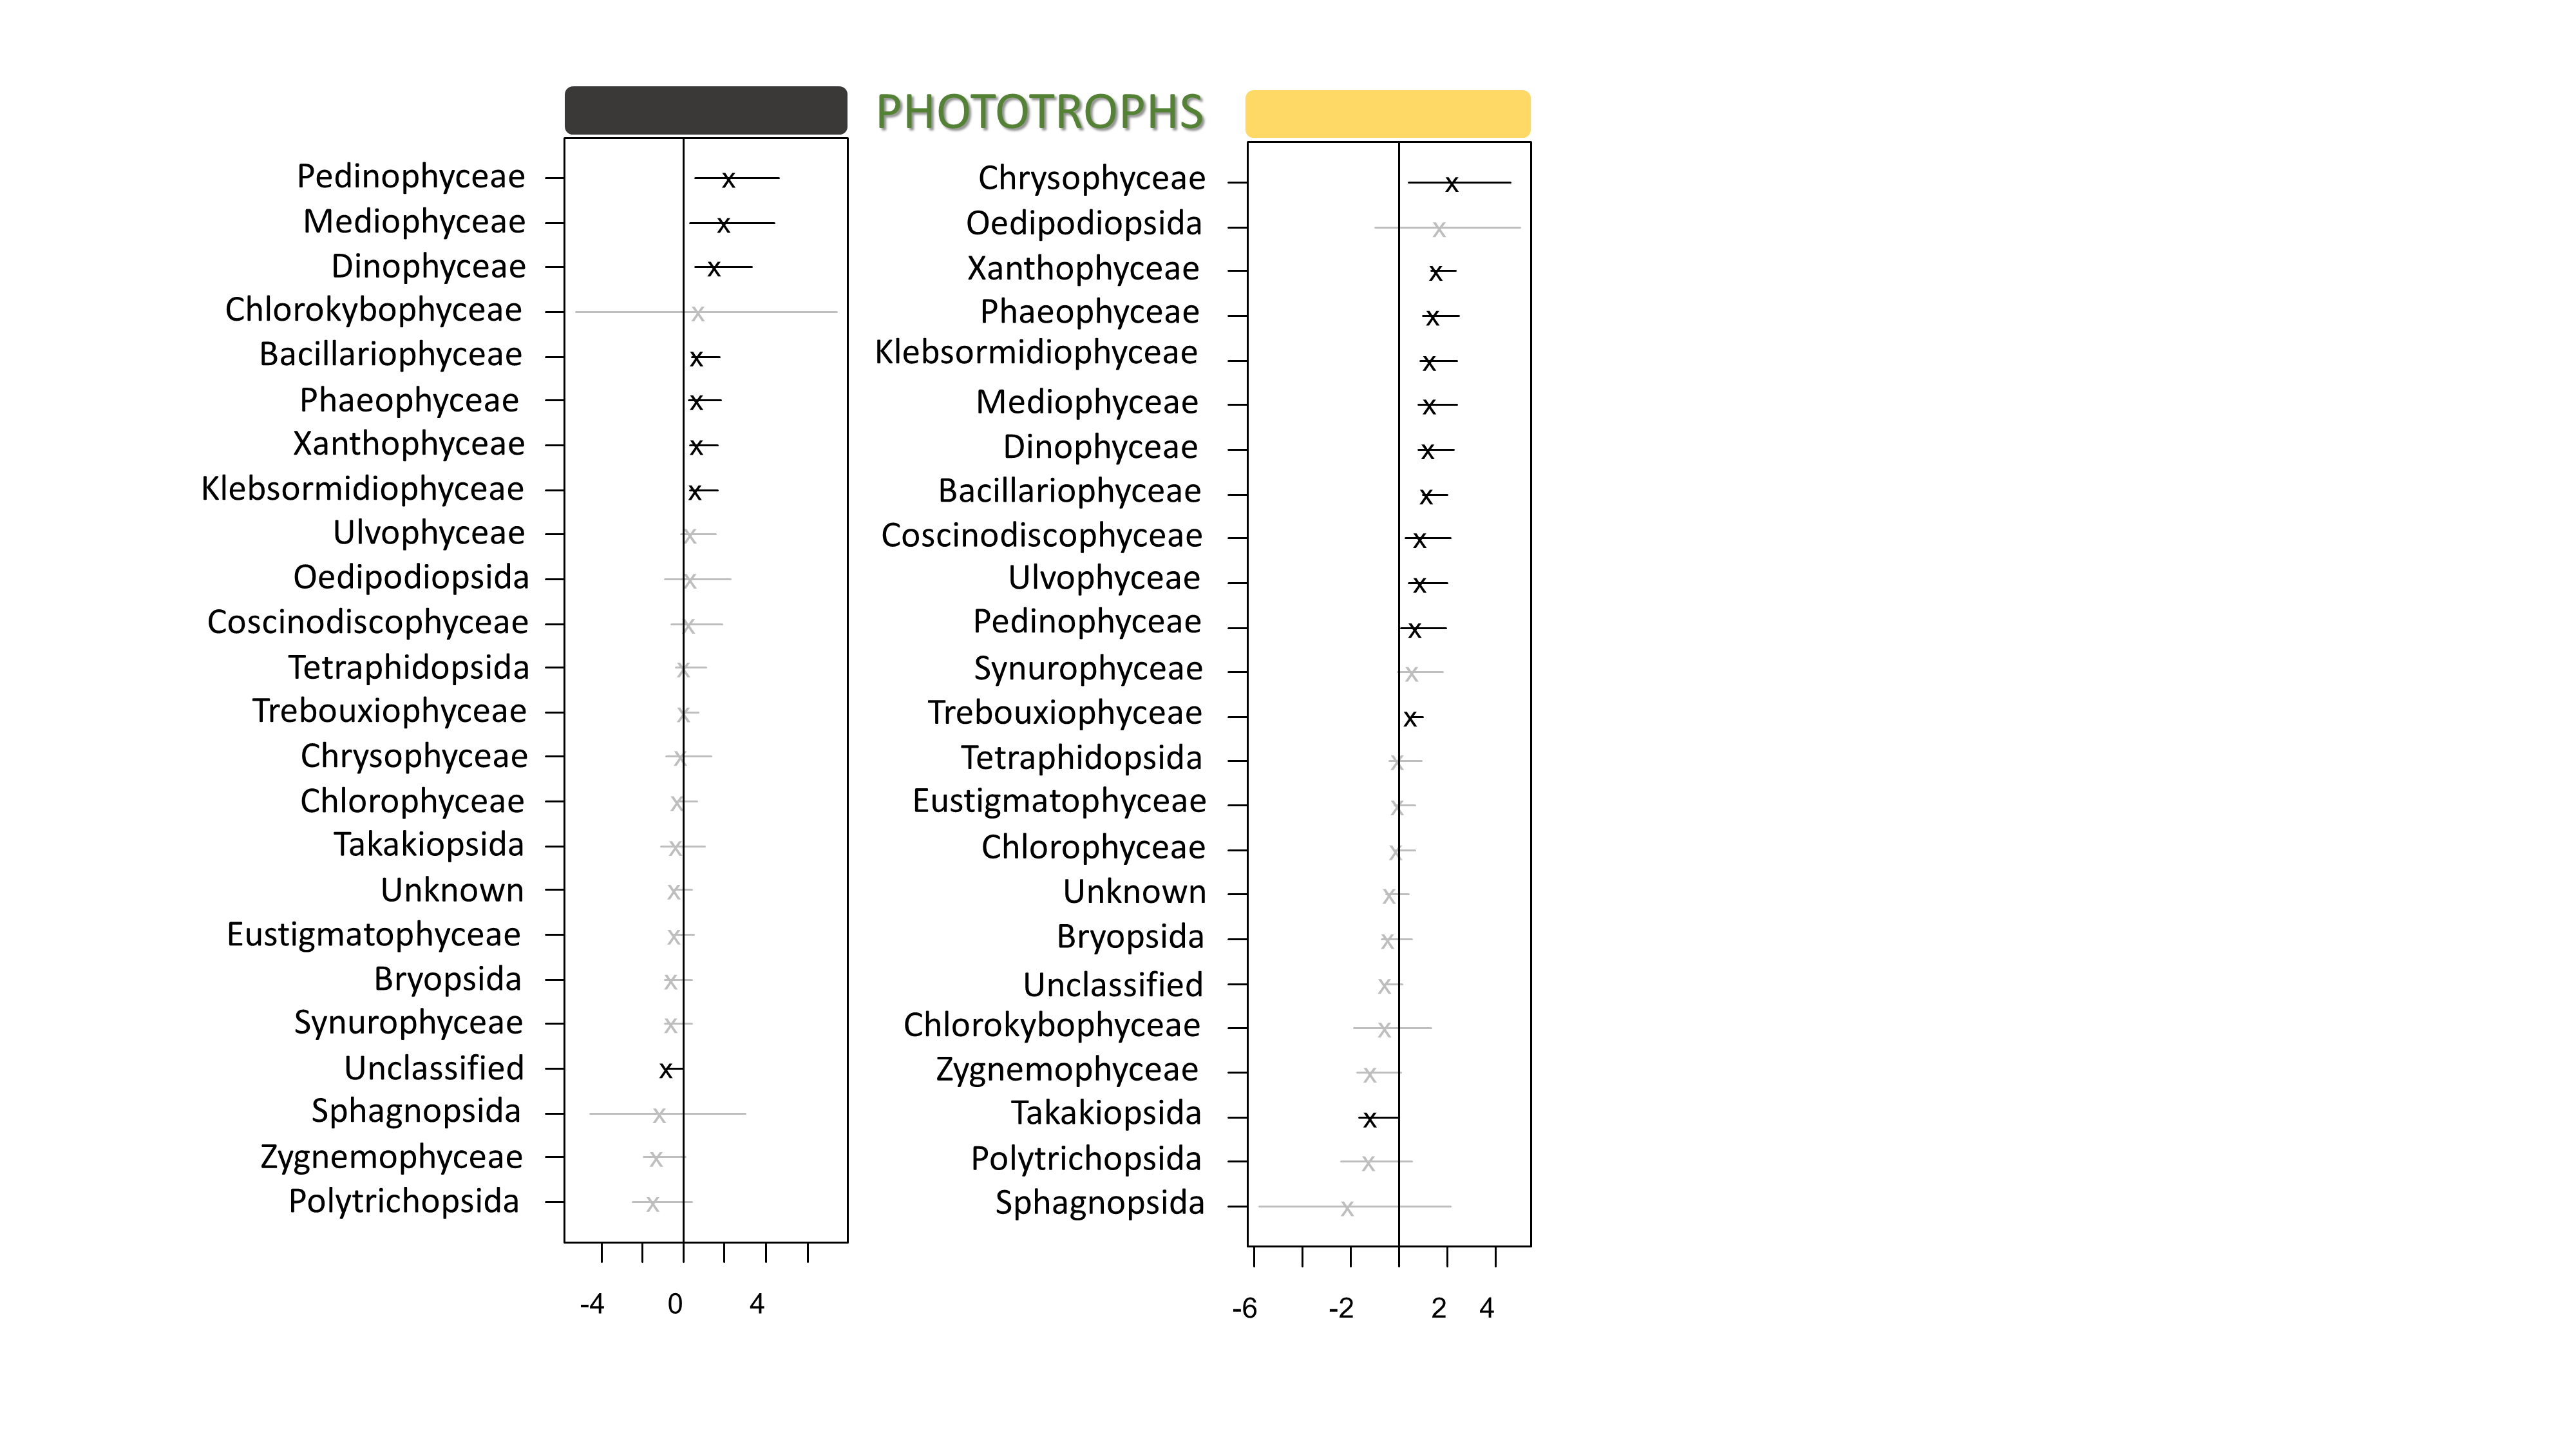 PHOTOTROPHS
Pedinophyceae
Mediophyceae
Dinophyceae
Chlorokybophyceae
Bacillariophyceae
Phaeophyceae
Xanthophyceae
Klebsormidiophyceae
Ulvophyceae
Oedipodiopsida
Coscinodiscophyceae
Tetraphidopsida
Trebouxiophyceae
Chrysophyceae
Chlorophyceae
Takakiopsida
Unknown
Eustigmatophyceae
Bryopsida
Synurophyceae
Unclassified
Sphagnopsida
Zygnemophyceae
Polytrichopsida
-4 0 4
Chrysophyceae
Oedipodiopsida
Xanthophyceae
Phaeophyceae
Klebsormidiophyceae
Mediophyceae
Dinophyceae
Bacillariophyceae
Coscinodiscophyceae
Ulvophyceae
Pedinophyceae
Synurophyceae
Trebouxiophyceae
Tetraphidopsida
Eustigmatophyceae
Chlorophyceae
Unknown
Bryopsida
Unclassified
Chlorokybophyceae
Zygnemophyceae
Takakiopsida
Polytrichopsida
Sphagnopsida
-6 -2 2 4